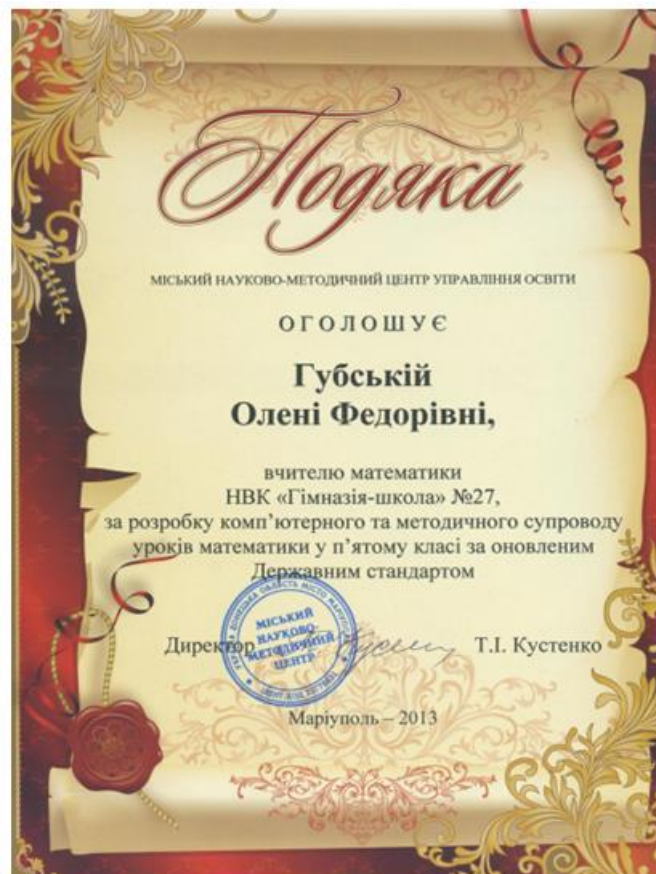 Подяка
МІСЬКИЙ НАУКОВО-МЕТОДИЧНИЙ ЦЕНТР УПРАВЛІННЯ ОСВІТИ
ОГОЛОШУЄ
Губській
Олені Федорівні,
вчителю математики
НВК «Гімназія-школа» №27,
за розробку комп’ютерного та методичного супроводу
уроків математики у п’ятому класі за оновленим
Державним стандартом
МІСЬКИЙ
НАУКОВО-
МЕТОДИЧНИЙ
ЦЕНТР
Директор Т.І. Кустенко
Маріуполь – 2013